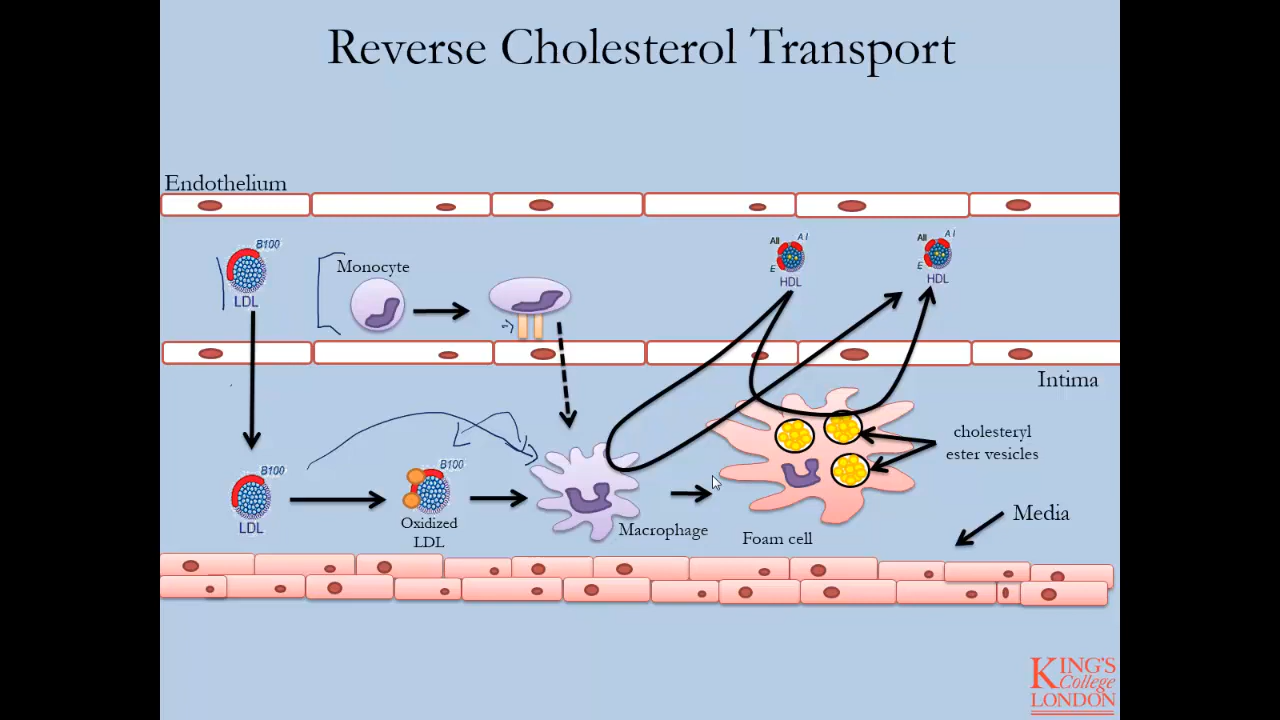 Reverse Cholesterol Transport
Endothelium
B100
LDL
Monocyte
AII
A I
E
HDL
AII
A I
E
HDL
Intima
cholesteryl
ester vesicles
B100
LDL
B100
Oxidized
LDL
Macrophage
Foam cell
Media
KING'S
College
LONDON